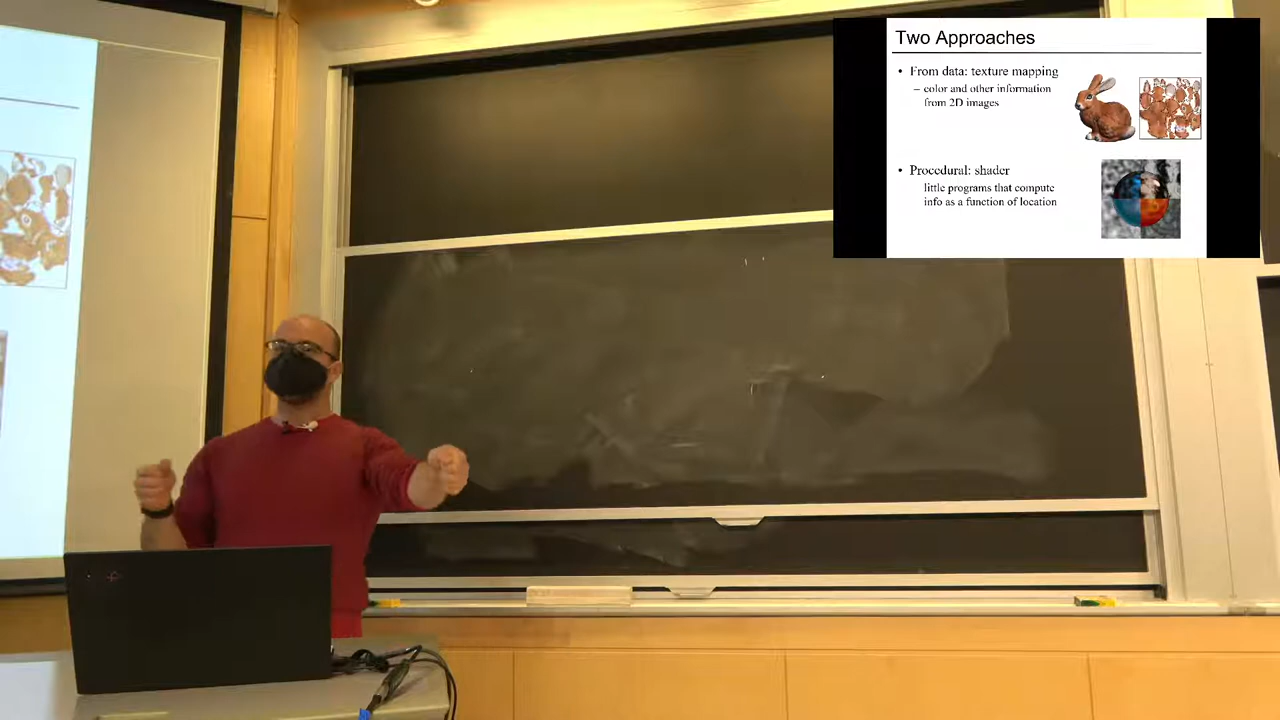 Two Approaches
• From data: texture mapping
– color and other information
from 2D images
• Procedural: shader
little programs that compute
info as a function of location